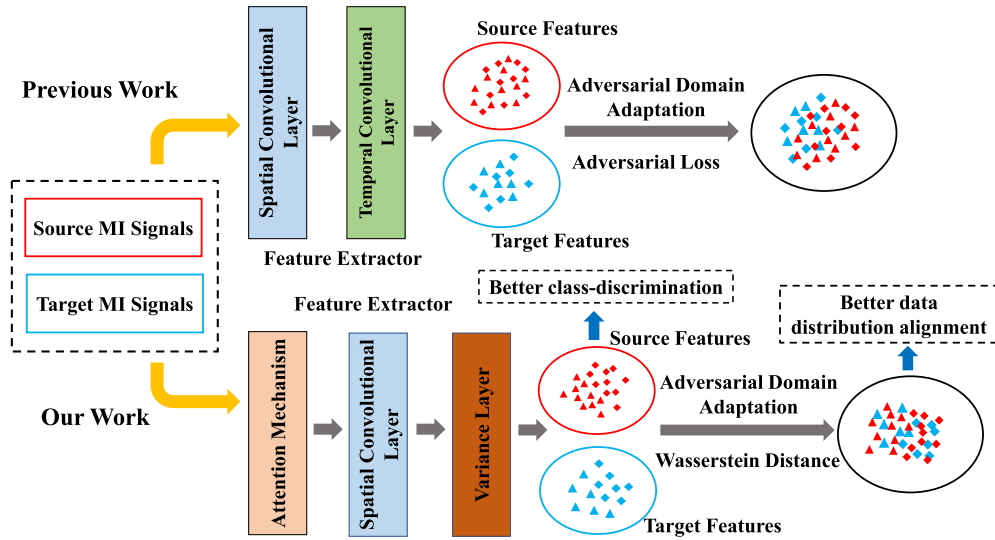 Previous Work
Source MI Signals
Target MI Signals
Our Work
Spatial Convolutional
Layer
Temporal Convolutional
Layer
Feature Extractor
Source Features
Target Features
Adversarial Domain
Adaptation
Adversarial Loss
Feature Extractor
Attention Mechanism
Spatial Convolutional
Layer
Variance Layer
Better class-discrimination
Source Features
Target Features
Adversarial Domain
Adaptation
Wasserstein Distance
Better data
distribution alignment